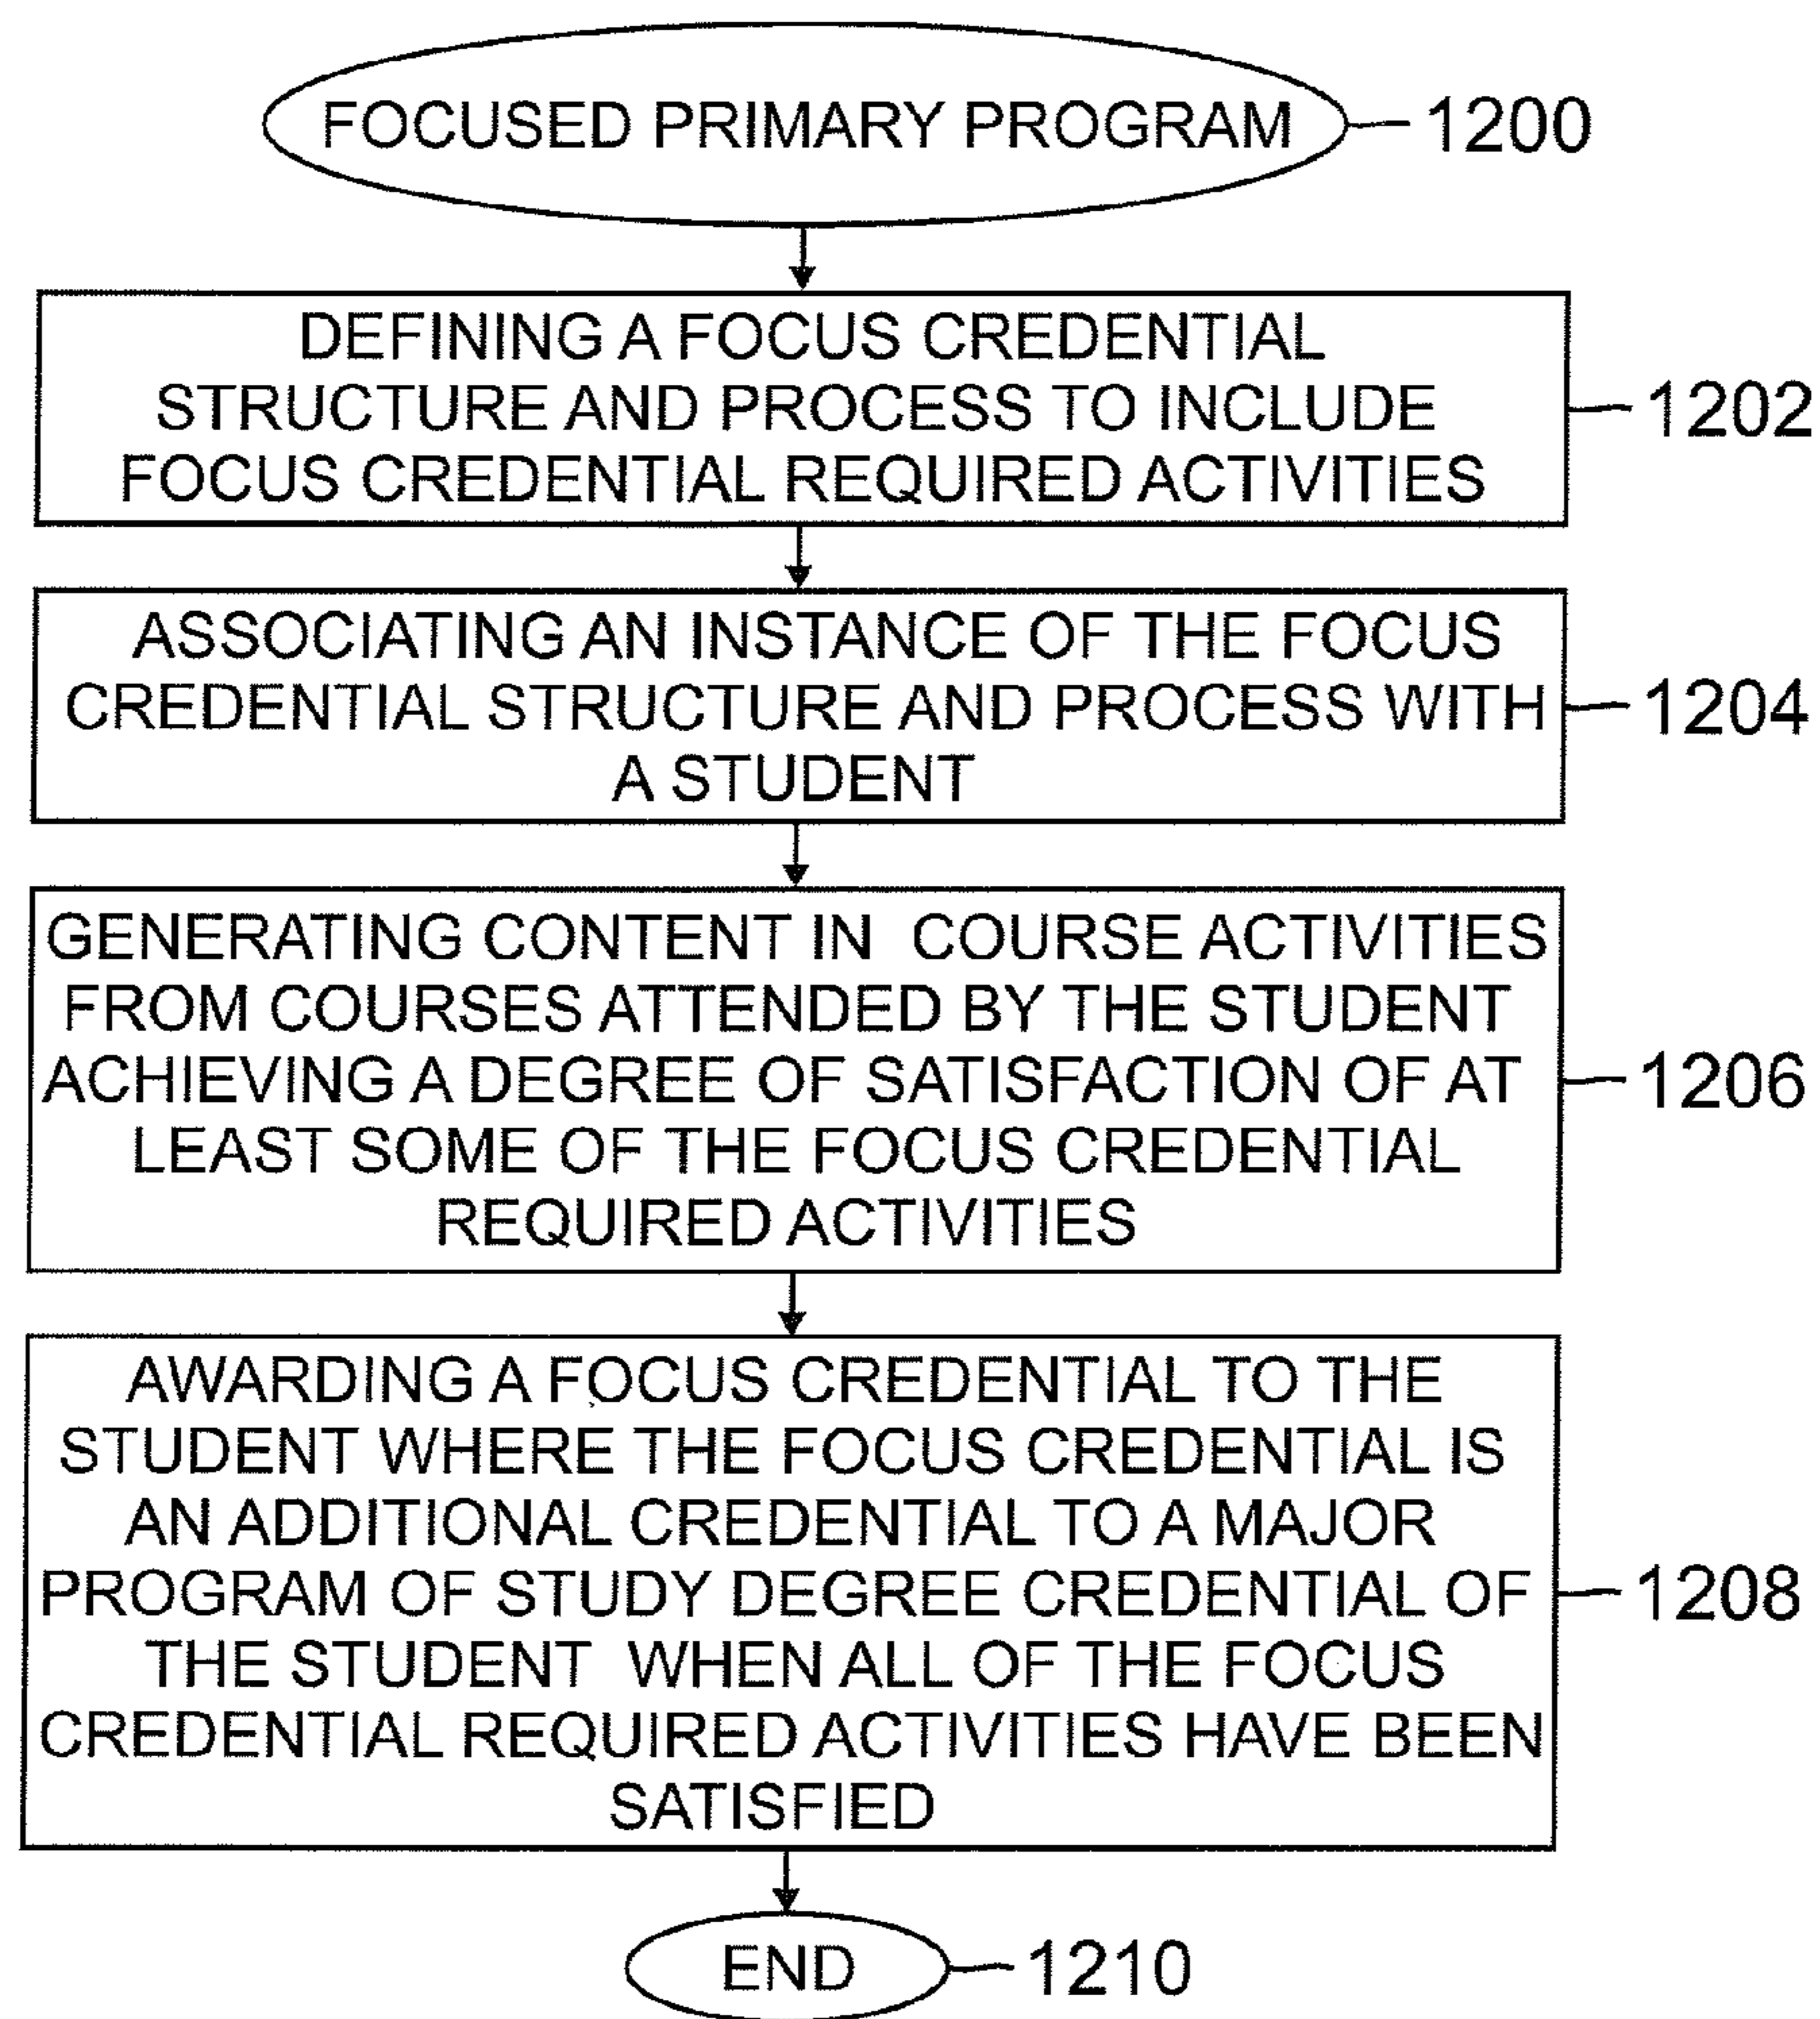 FOCUSED PRIMARY PROGRAM
1200
DEFINING A FOCUS CREDENTIAL
STRUCTURE AND PROCESS TO INCLUDE
FOCUS CREDENTIAL REQUIRED ACTIVITIES
1202
ASSOCIATING AN INSTANCE OF THE FOCUS
CREDENTIAL STRUCTURE AND PROCESS WITH
A STUDENT
1204
GENERATING CONTENT IN COURSE ACTIVITIES
FROM COURSES ATTENDED BY THE STUDENT
ACHIEVING A DEGREE OF SATISFACTION OF AT
LEAST SOME OF THE FOCUS CREDENTIAL
REQUIRED ACTIVITIES
1206
AWARDING A FOCUS CREDENTIAL TO THE
STUDENT WHERE THE FOCUS CREDENTIAL IS
AN ADDITIONAL CREDENTIAL TO A MAJOR
PROGRAM OF STUDY DEGREE CREDENTIAL OF
THE STUDENT WHEN ALL OF THE FOCUS
CREDENTIAL REQUIRED ACTIVITIES HAVE BEEN
SATISFIED
1208
END
1210